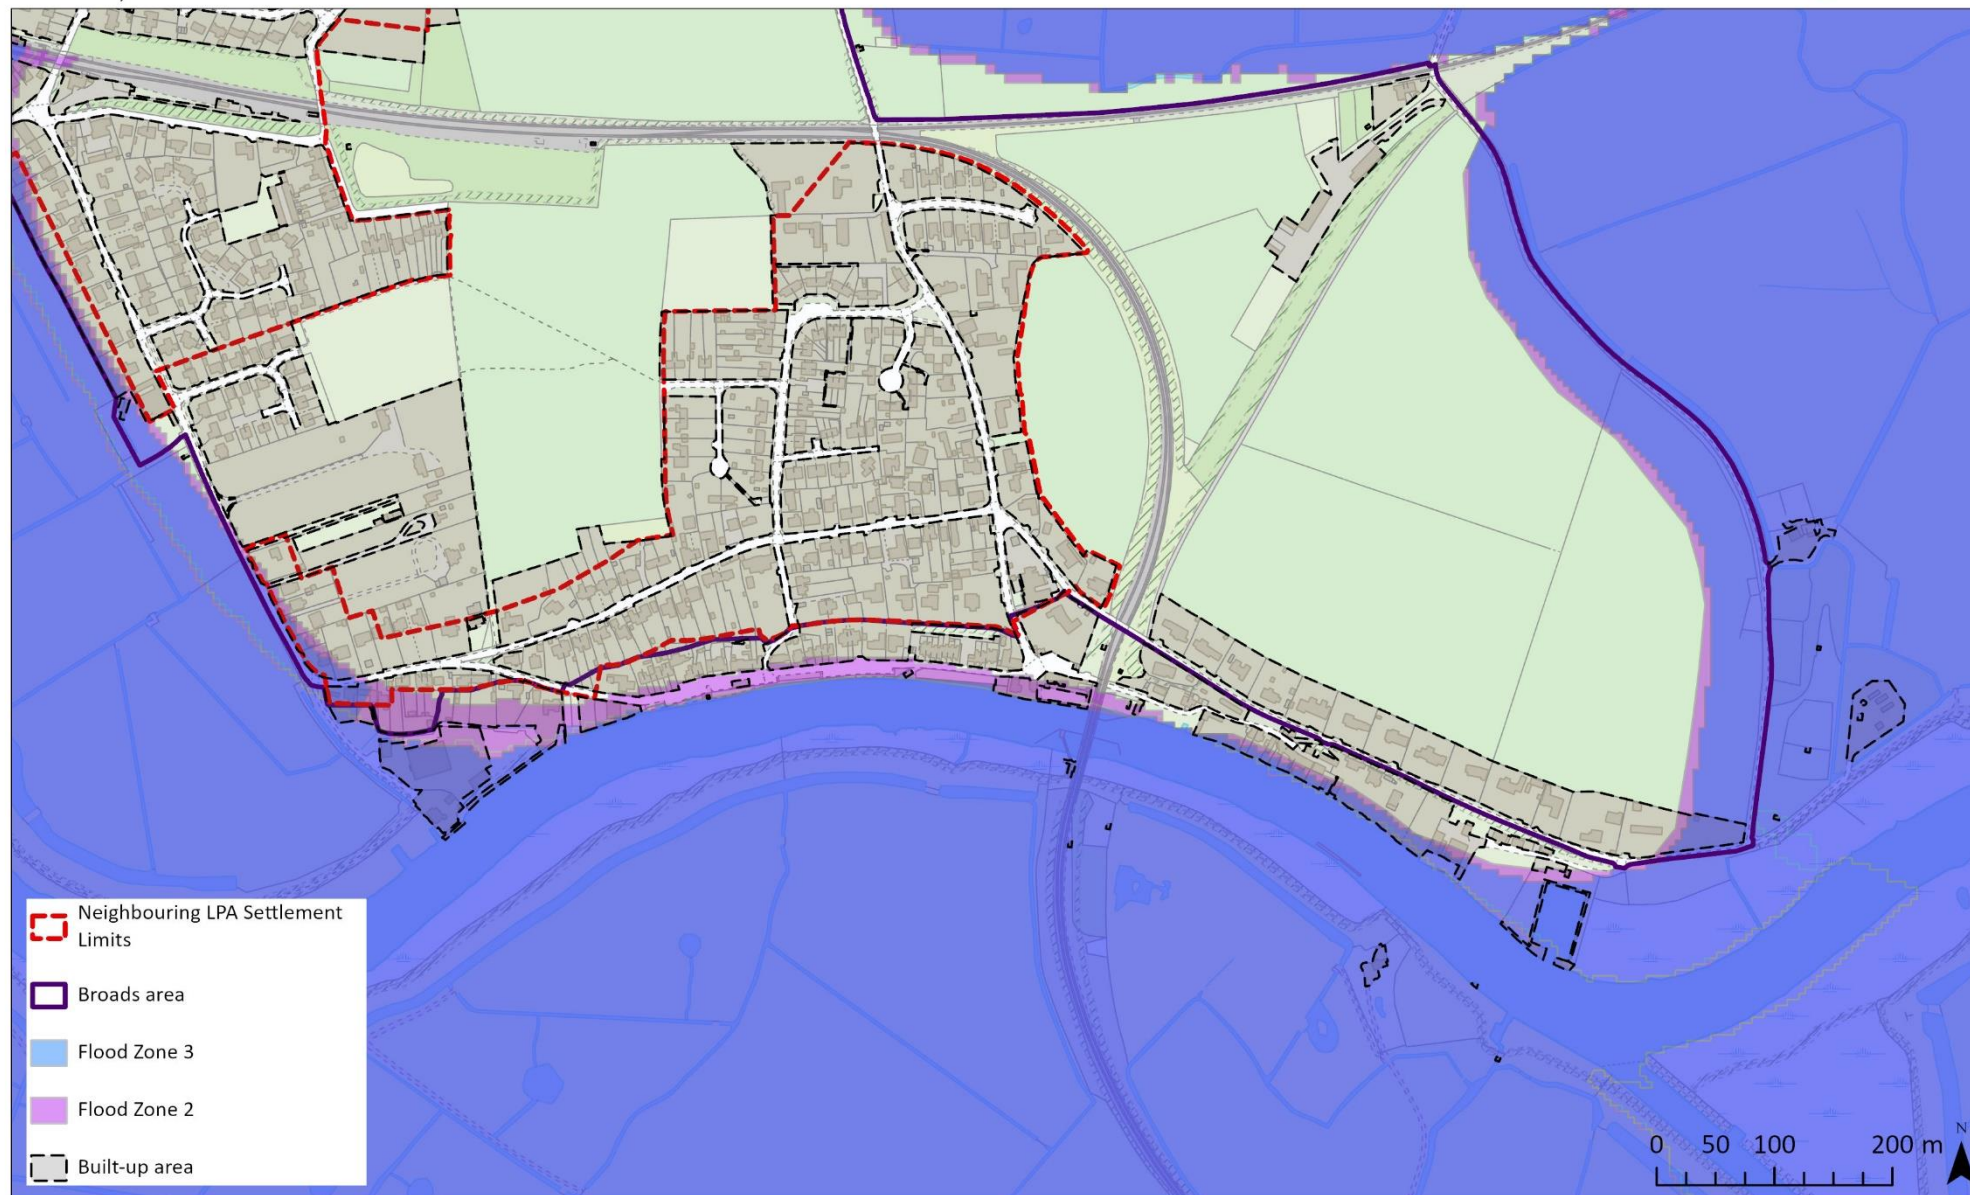 Neighbouring LPA Settlement
Limits
Broads area
Flood Zone 3
Flood Zone 2
Built-up area
0 50 100 200 m
N